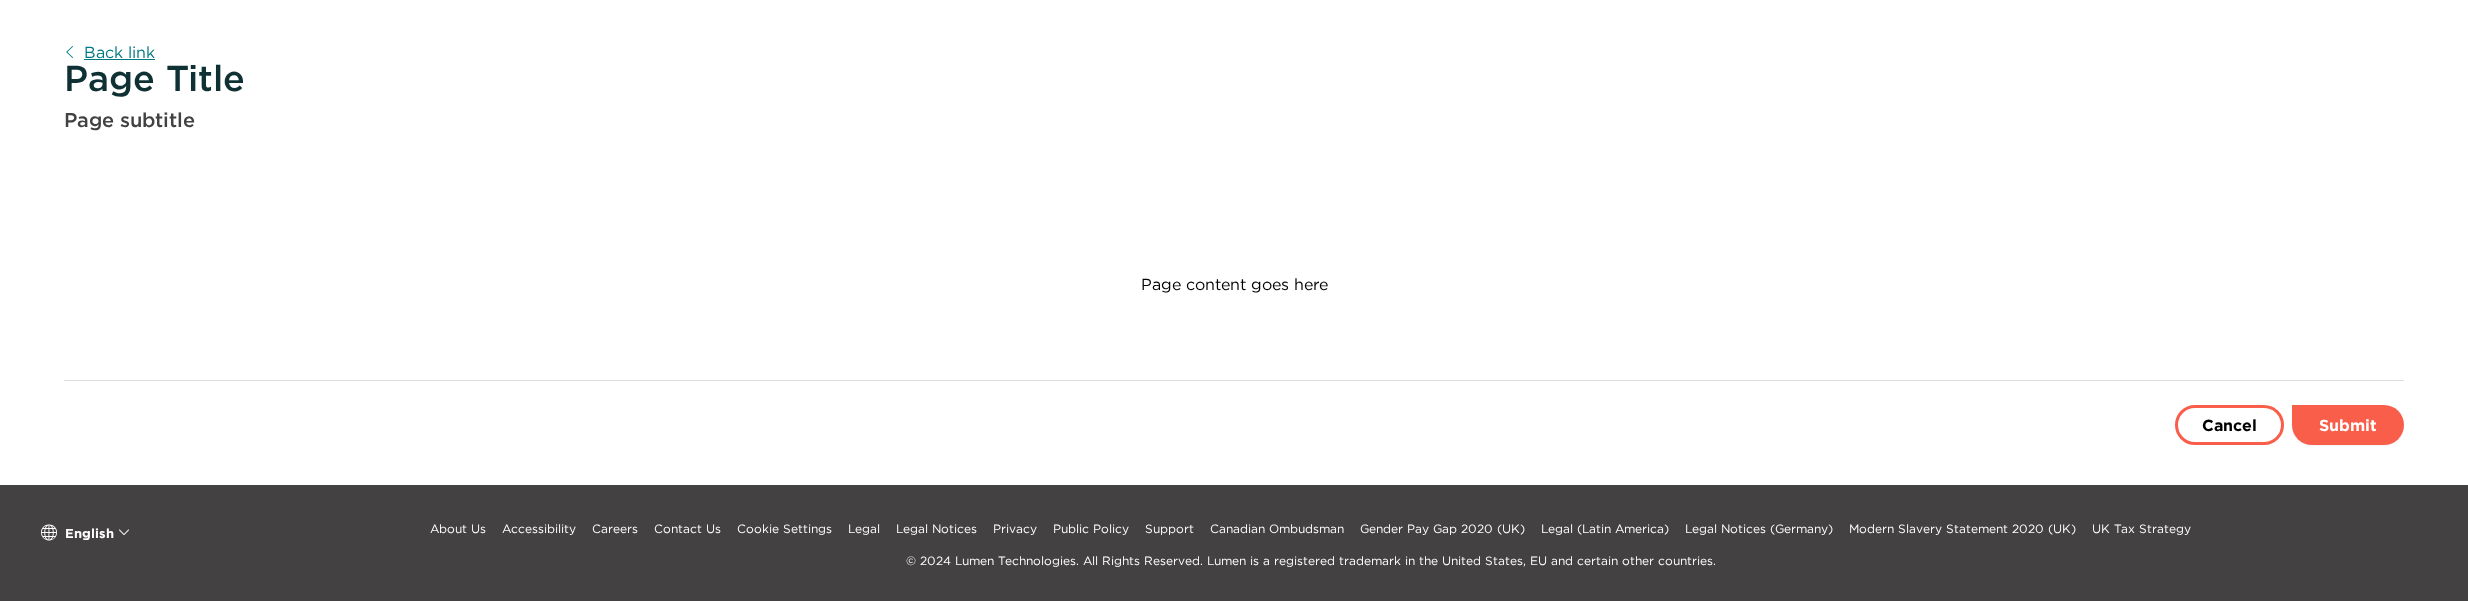 Back link
Page Title
Page subtitle
Page content goes here
Cancel Submit
English About Us Accessibility Careers Contact Us Cookie Settings Legal Legal Notices Privacy Public Policy Support Canadian Ombudsman Gender Pay Gap 2020 (UK) Legal (Latin America) Legal Notices (Germany) Modern Slavery Statement 2020 (UK) UK Tax Strategy
© 2024 Lumen Technologies. All Rights Reserved. Lumen is a registered trademark in the United States, EU and certain other countries.